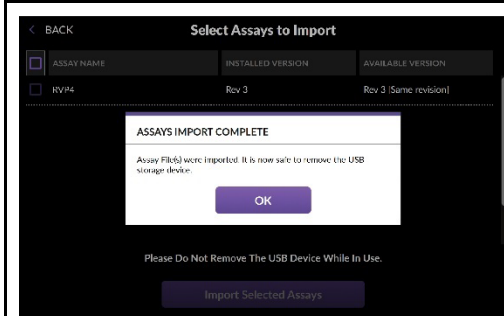 BACK
Select Assays to Import
ASSAY NAME
INSTALLED VERSION
AVAILABLE VERSION
RVP4
Rev 3
Rev 3 (Same revision)
ASSAYS IMPORT COMPLETE
Assay File(s) were imported. It is now safe to remove the USB
storage device.
OK
Please Do Not Remove The USB Device While In Use.
Import Selected Assays